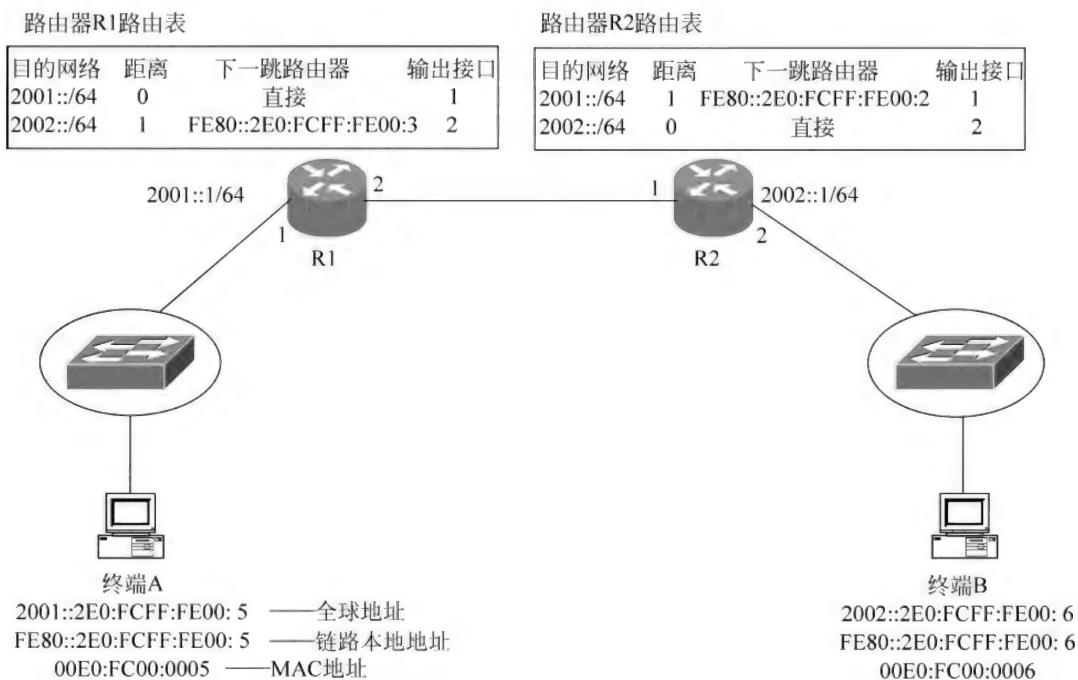 路由器R1路由表
目的网络 距离 下一跳路由器 输出接口
2001::/64 0 直接 1
2002::/64 1 FE80::2E0:FCFF:FE00:3 2
路由器R2路由表
目的网络 距离 下一跳路由器 输出接口
2001::/64 1 FE80::2E0:FCFF:FE00:2 1
2002::/64 0 直接 2
2001::1/64
2
1
R1
1
2002::1/64
2
R2
终端A
2001::2E0:FCFF:FE00: 5 ——全球地址
FE80::2E0:FCFF:FE00: 5 ——链路本地地址
00E0:FC00:0005 ——MAC地址
终端B
2002::2E0:FCFF:FE00: 6
FE80::2E0:FCFF:FE00: 6
00E0:FC00:0006